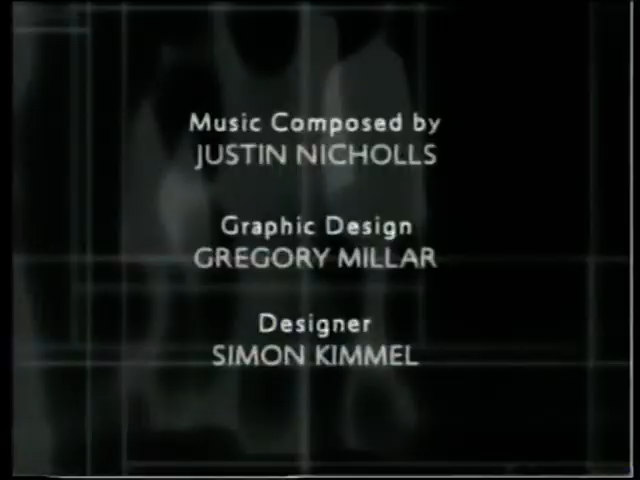 Music Composed by
JUSTIN NICHOLLS
Graphic Design
GREGORY MILLAR
Designer
SIMON KIMMEL